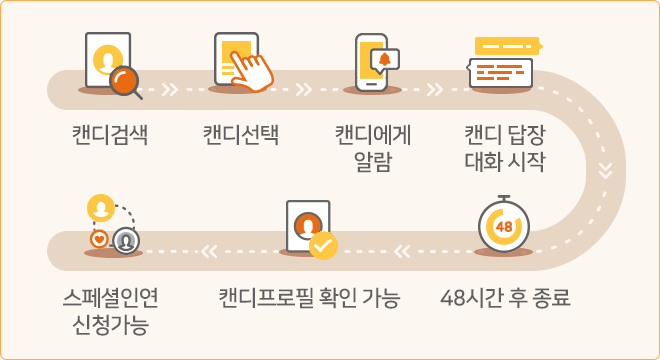 캔디검색
캔디선택
캔디에게
알람
캔디 답장
대화 시작
48
48시간 후 종료
캔디프로필 확인 가능
스페셜인연
신청가능